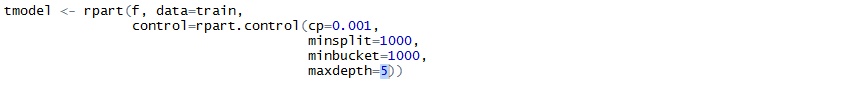 tmodel <- rpart(f, data=train,
control=rpart.control(cp=0.001,
minsplit=1000,
minbucket=1000,
maxdepth=5))